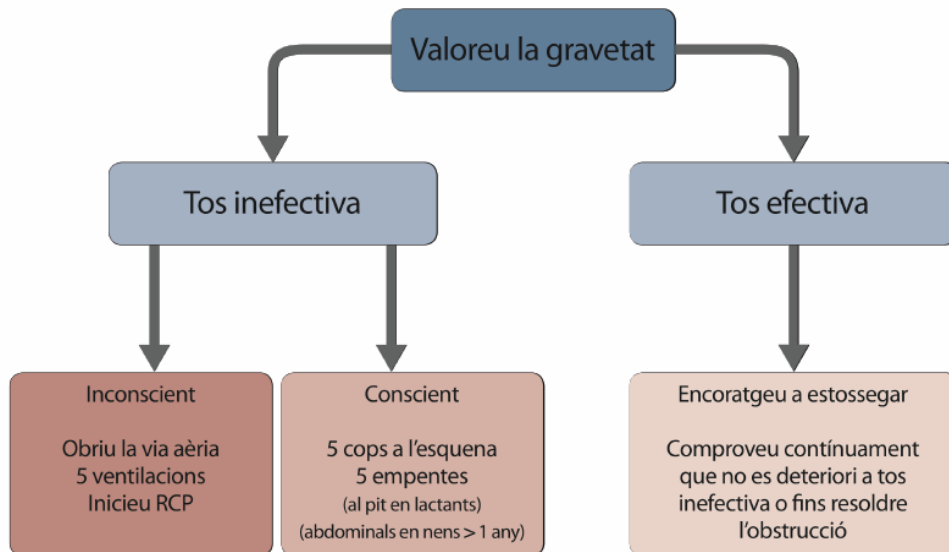 Valoreu la gravetat
Tos inefectiva
Tos efectiva
Inconscient
Obriu la via aèria
5 ventilacions
Inicieu RCP
Conscient
5 cops a l'esquena
5 empentes
(al pit en lactants)
(abdominals en nens > 1 any)
Encoratgeu a estossegar
Comproveu contínuament
que no es deteriori a tos
inefectiva o fins resoldre
l'obstrucció